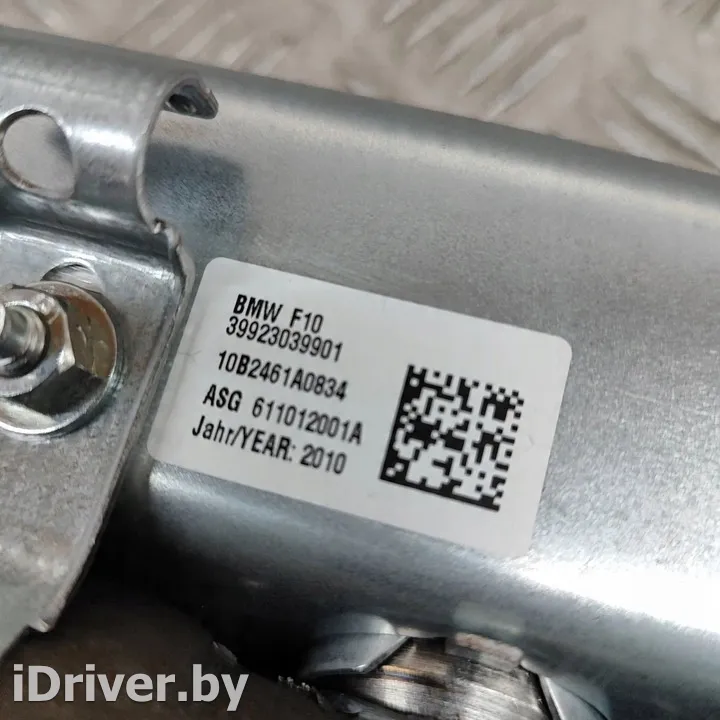 BMW F10
39923039901
10B2461A0834
ASG 611012001A
Jahr/YEAR: 2010
iDriver.by